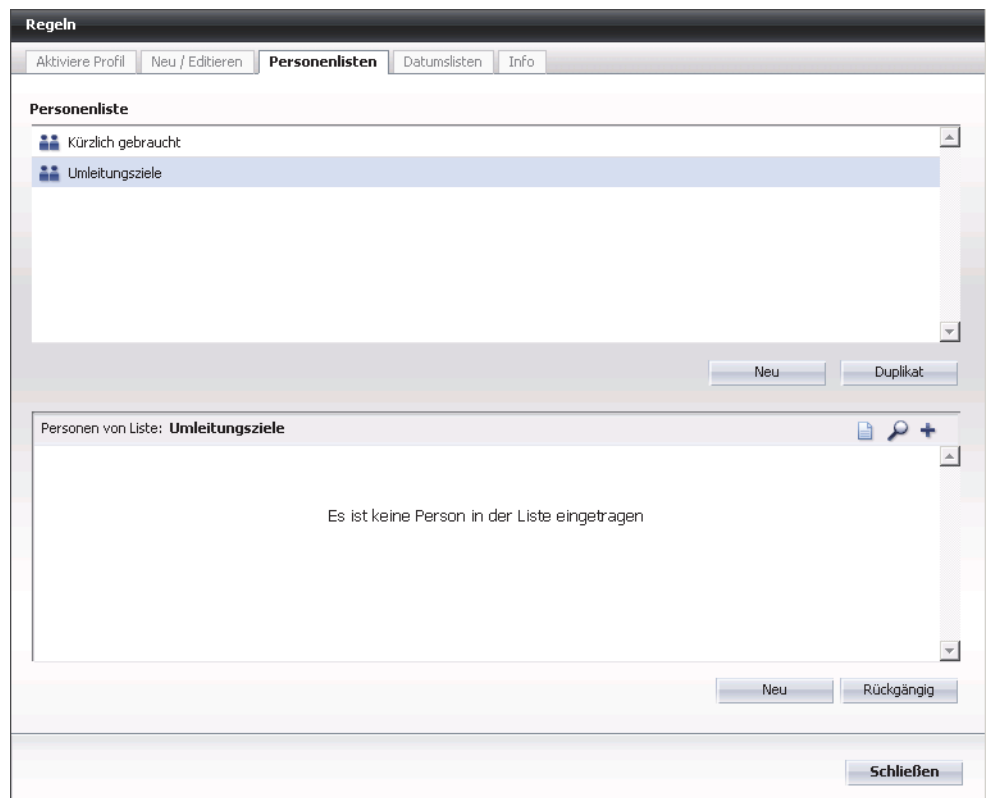 Regeln
Aktiviere Profil Neu / Editieren Personenlisten Datumslisten Info
Personenliste
Kürzlich gebraucht
Umleitungsziele
Neu Duplikat
Personen von Liste: Umleitungsziele
Es ist keine Person in der Liste eingetragen
Neu Rückgängig
Schließen